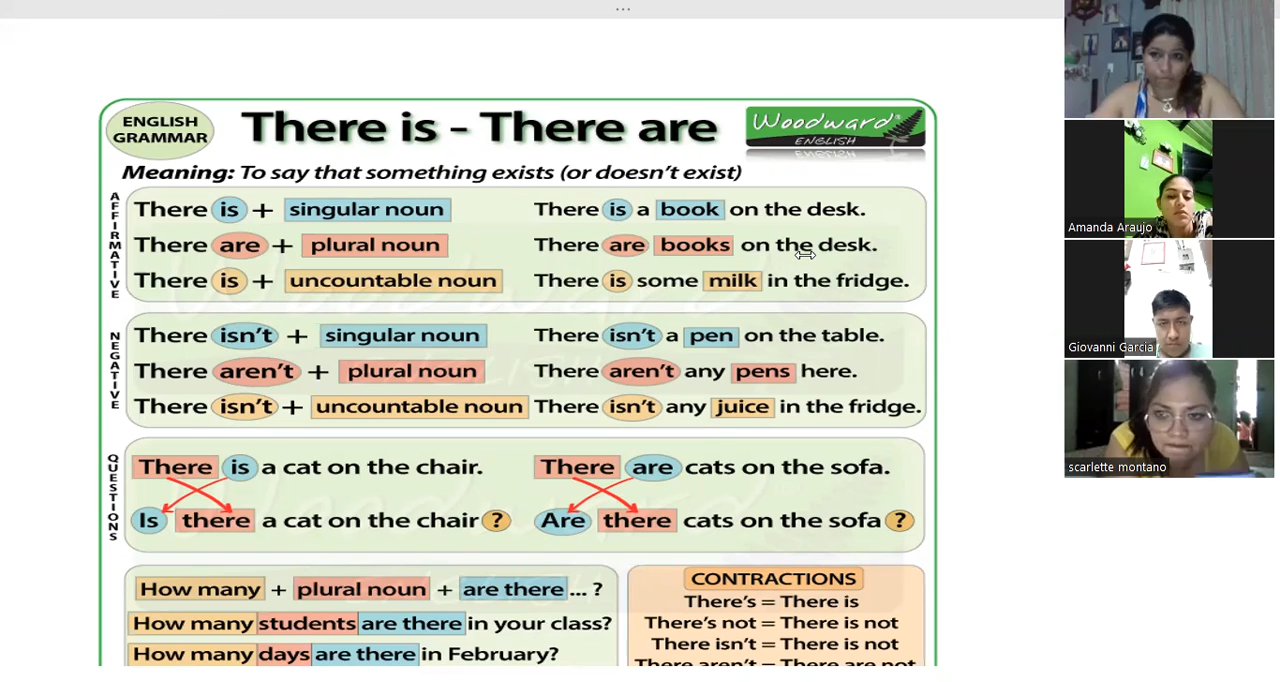 ENGLISH
GRAMMAR
There is - There are
Woodward®
ENGLISH
Meaning: To say that something exists (or doesn't exist)
AFFIRMATIVE
There is + singular noun
There is a book on the desk.
There are + plural noun
There are books on the desk.
There is + uncountable noun
There is some milk in the fridge.
NEGATIVE
There isn't + singular noun
There isn't a pen on the table.
There aren't + plural noun
There aren't any pens here.
There isn't + uncountable noun
There isn't any juice in the fridge.
QUESTIONS
There is a cat on the chair.
There are cats on the sofa.
Is there a cat on the chair ?
Are there cats on the sofa ?
How many + plural noun + are there ... ?
How many students are there in your class?
How many days are there in February?
CONTRACTIONS
There's = There is
There's not = There is not
There isn't = There is not
There aren't = There are not
Amanda Araujo
Giovanni Garcia
scarlette montano